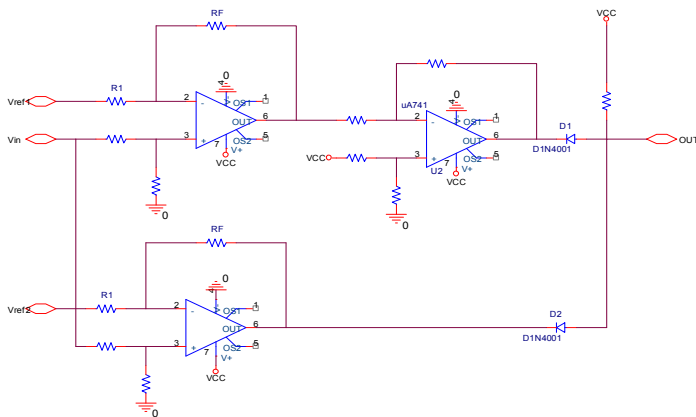 VCC
RF
R1
Vref1
Vin
0
4
OS1
1
2
-
6
OUT
3
+
5
OS2
7
V+
VCC
0
uA741
0
4
OS1
1
2
-
6
OUT
3
+
5
OS2
7
V+
U2
VCC
VCC
0
D1
D1N4001
OUT
RF
R1
Vref2
0
4
OS1
1
2
-
6
OUT
3
+
5
OS2
7
V+
VCC
0
D2
D1N4001